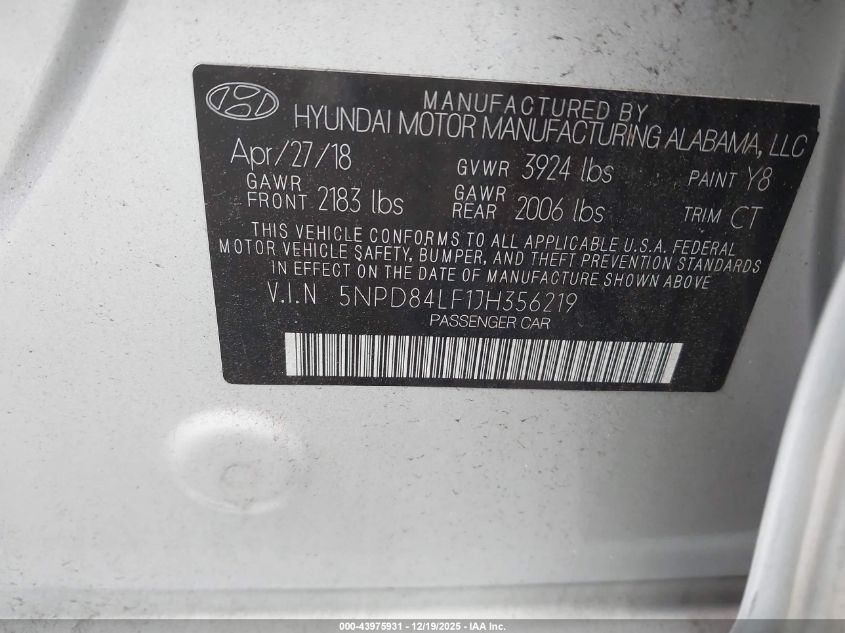 MANUFACTURED BY
HYUNDAI MOTOR MANUFACTURING ALABAMA, LLC
Apr/27/18 GVWR 3924 lbs PAINT Y8
GAWR FRONT 2183 lbs GAWR REAR 2006 lbs TRIM CT
THIS VEHICLE CONFORMS TO ALL APPLICABLE U.S.A. FEDERAL
MOTOR VEHICLE SAFETY, BUMPER, AND THEFT PREVENTION STANDARDS
IN EFFECT ON THE DATE OF MANUFACTURE SHOWN ABOVE
V.I.N 5NPD84LF1JH356219
PASSENGER CAR
000-43975931 - 12/19/2025 - IAA Inc.